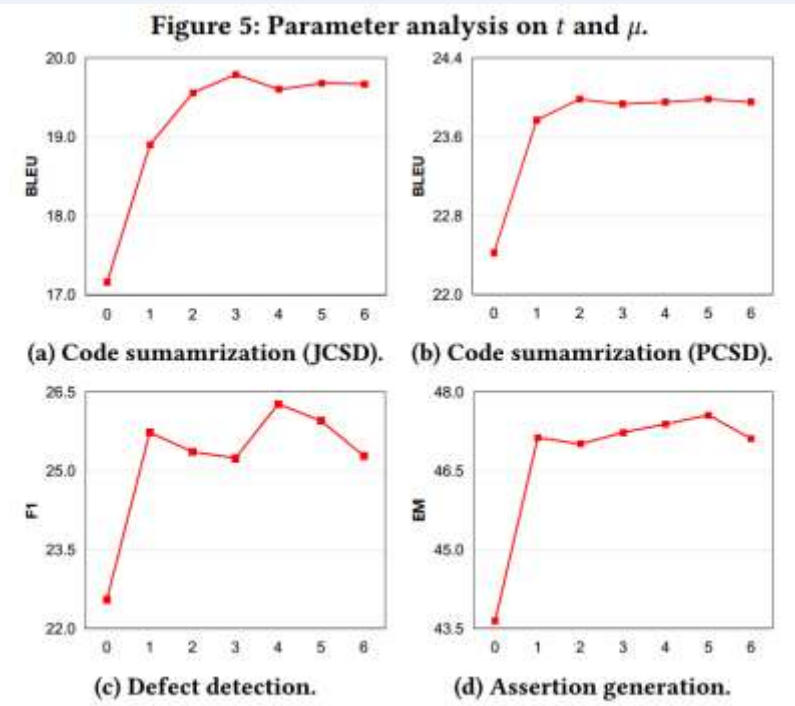 Figure 5: Parameter analysis on t and μ.
20.0
19.0
18.0
17.0
BLEU
0 1 2 3 4 5 6
(a) Code sumamrization (JCSD).
24.4
23.6
22.8
22.0
BLEU
0 1 2 3 4 5 6
(b) Code sumamrization (PCSD).
26.5
25.0
23.5
22.0
F1
0 1 2 3 4 5 6
(c) Defect detection.
48.0
46.5
45.0
43.5
EM
0 1 2 3 4 5 6
(d) Assertion generation.